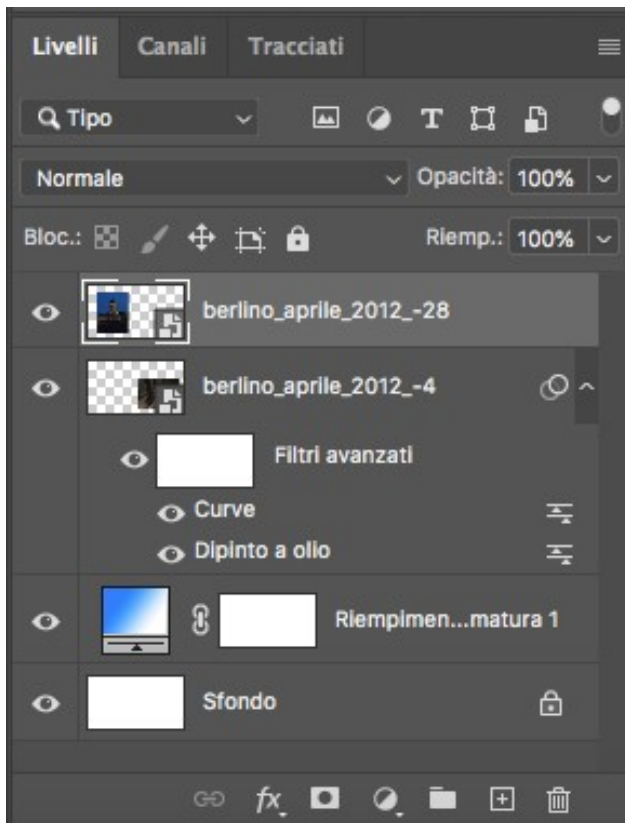 Livelli Canali Tracciati
Tipo T
Normale Opacità: 100%
Bloc.: Riemp.: 100%
berlino_aprile_2012_-28
berlino_aprile_2012_-4
Filtri avanzati
Curve
Dipinto a olio
Riempimen...matura 1
Sfondo
fx